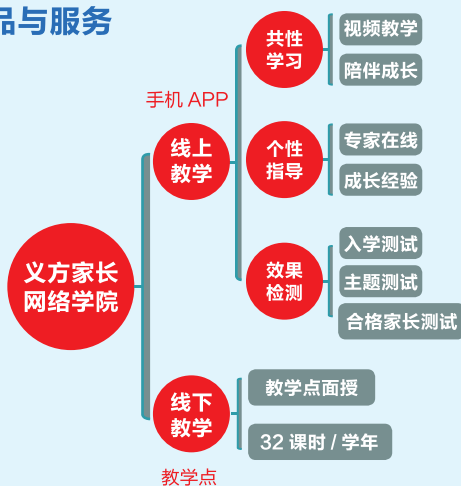 品与服务
共性
学习
视频教学
陪伴成长
手机 APP
线上
教学
个性
指导
专家在线
成长经验
义方家长
网络学院
效果
检测
入学测试
主题测试
合格家长测试
线下
教学
教学点面授
32 课时 / 学年
教学点